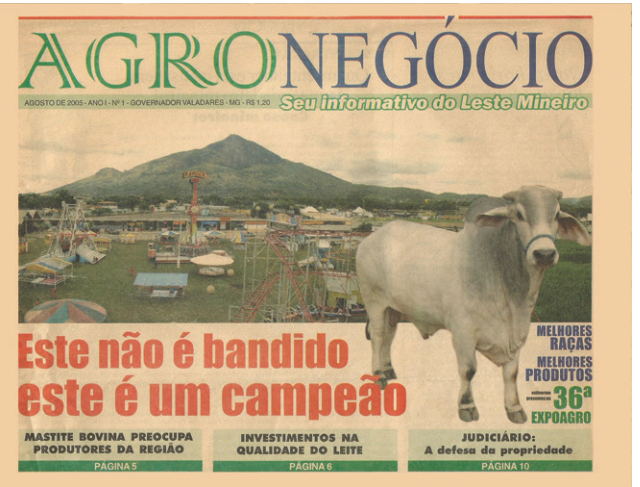 AGRONEGÓCIO
AGOSTO DE 2005 - ANO I - Nº 1 - GOVERNADOR VALADARES - MG - R$ 1,20
Seu informativo do Leste Mineiro
Este não é bandido
este é um campeão
MELHORES
RAÇAS
MELHORES
PRODUTOS
36ª
EXPOAGRO
MASTITE BOVINA PREOCUPA
PRODUTORES DA REGIÃO
PÁGINA 5
INVESTIMENTOS NA
QUALIDADE DO LEITE
PÁGINA 6
JUDICIÁRIO:
A defesa da propriedade
PÁGINA 10